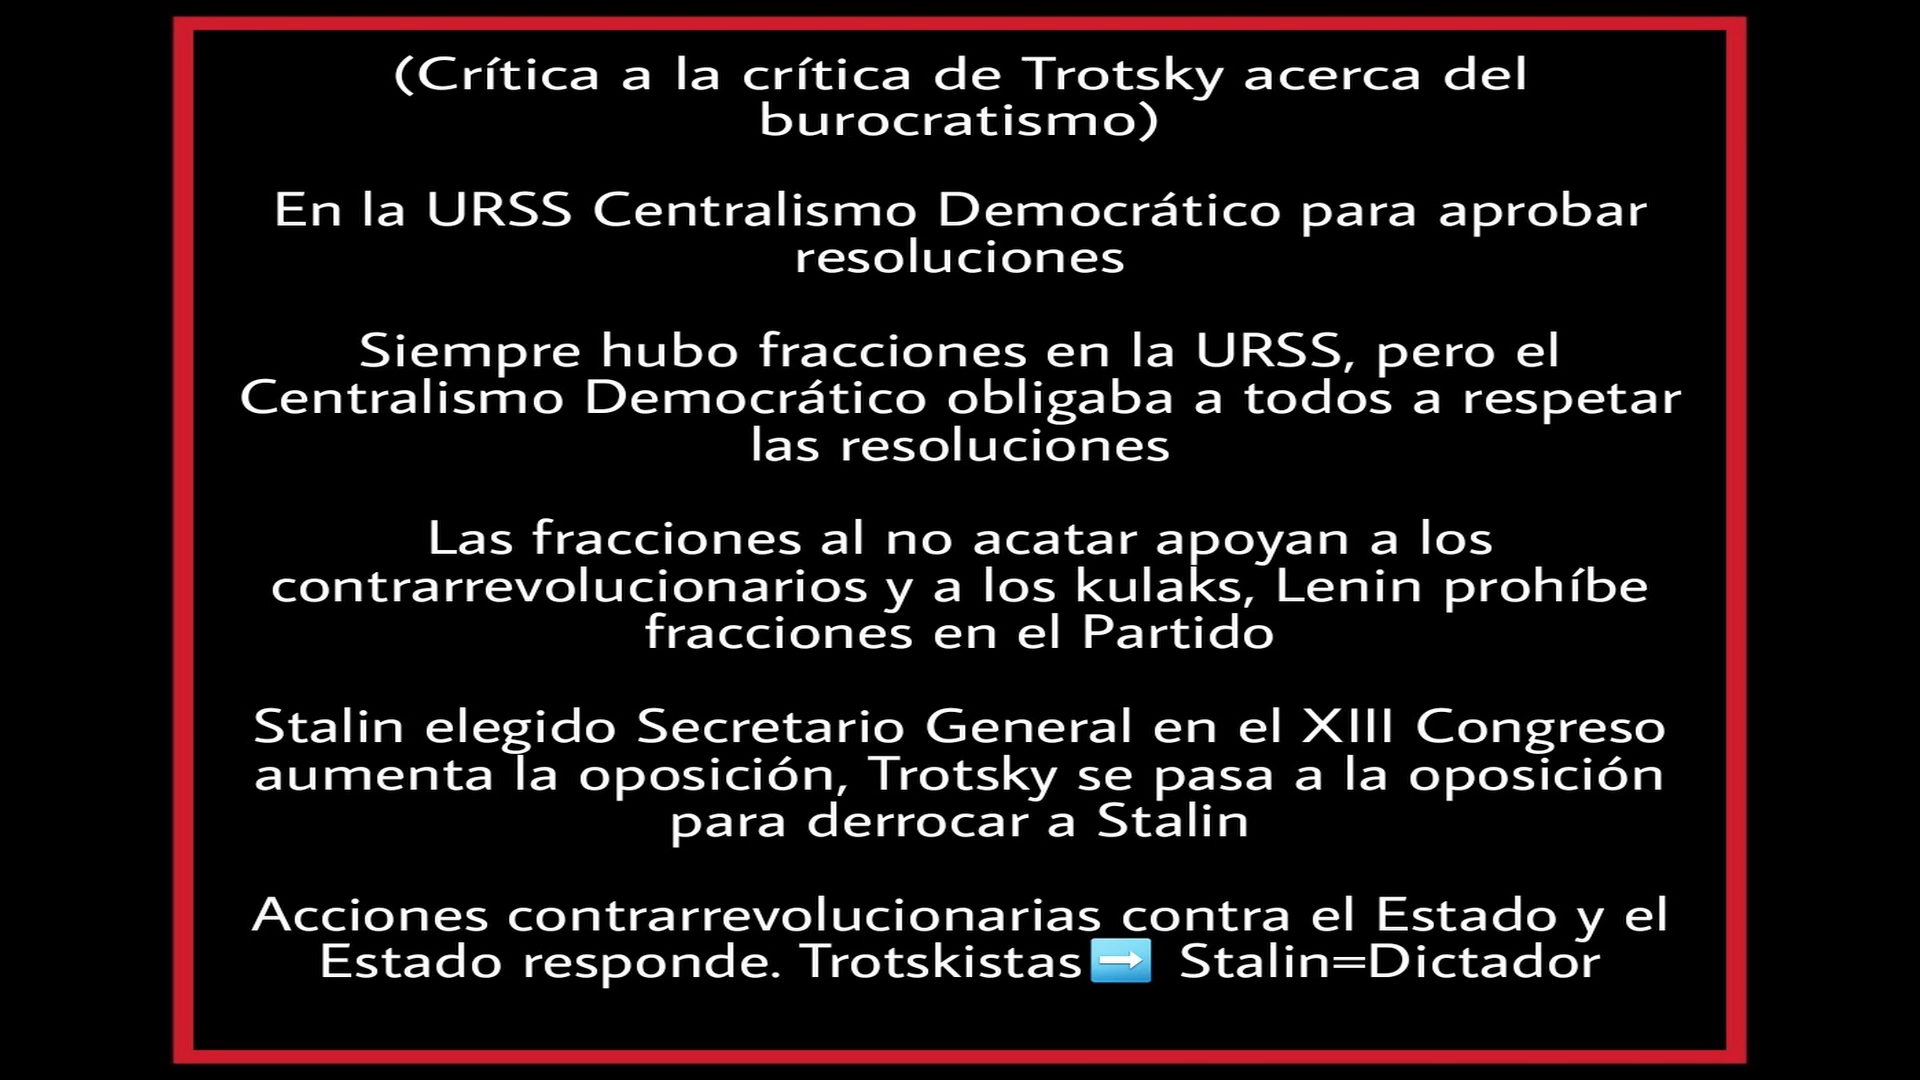 (Crítica a la crítica de Trotsky acerca del
burocratismo)
En la URSS Centralismo Democrático para aprobar
resoluciones
Siempre hubo fracciones en la URSS, pero el
Centralismo Democrático obligaba a todos a respetar
las resoluciones
Las fracciones al no acatar apoyan a los
contrarrevolucionarios y a los kulaks, Lenin prohíbe
fracciones en el Partido
Stalin elegido Secretario General en el XIII Congreso
aumenta la oposición, Trotsky se pasa a la oposición
para derrocar a Stalin
Acciones contrarrevolucionarias contra el Estado y el
Estado responde. Trotskistas➡️ Stalin=Dictador